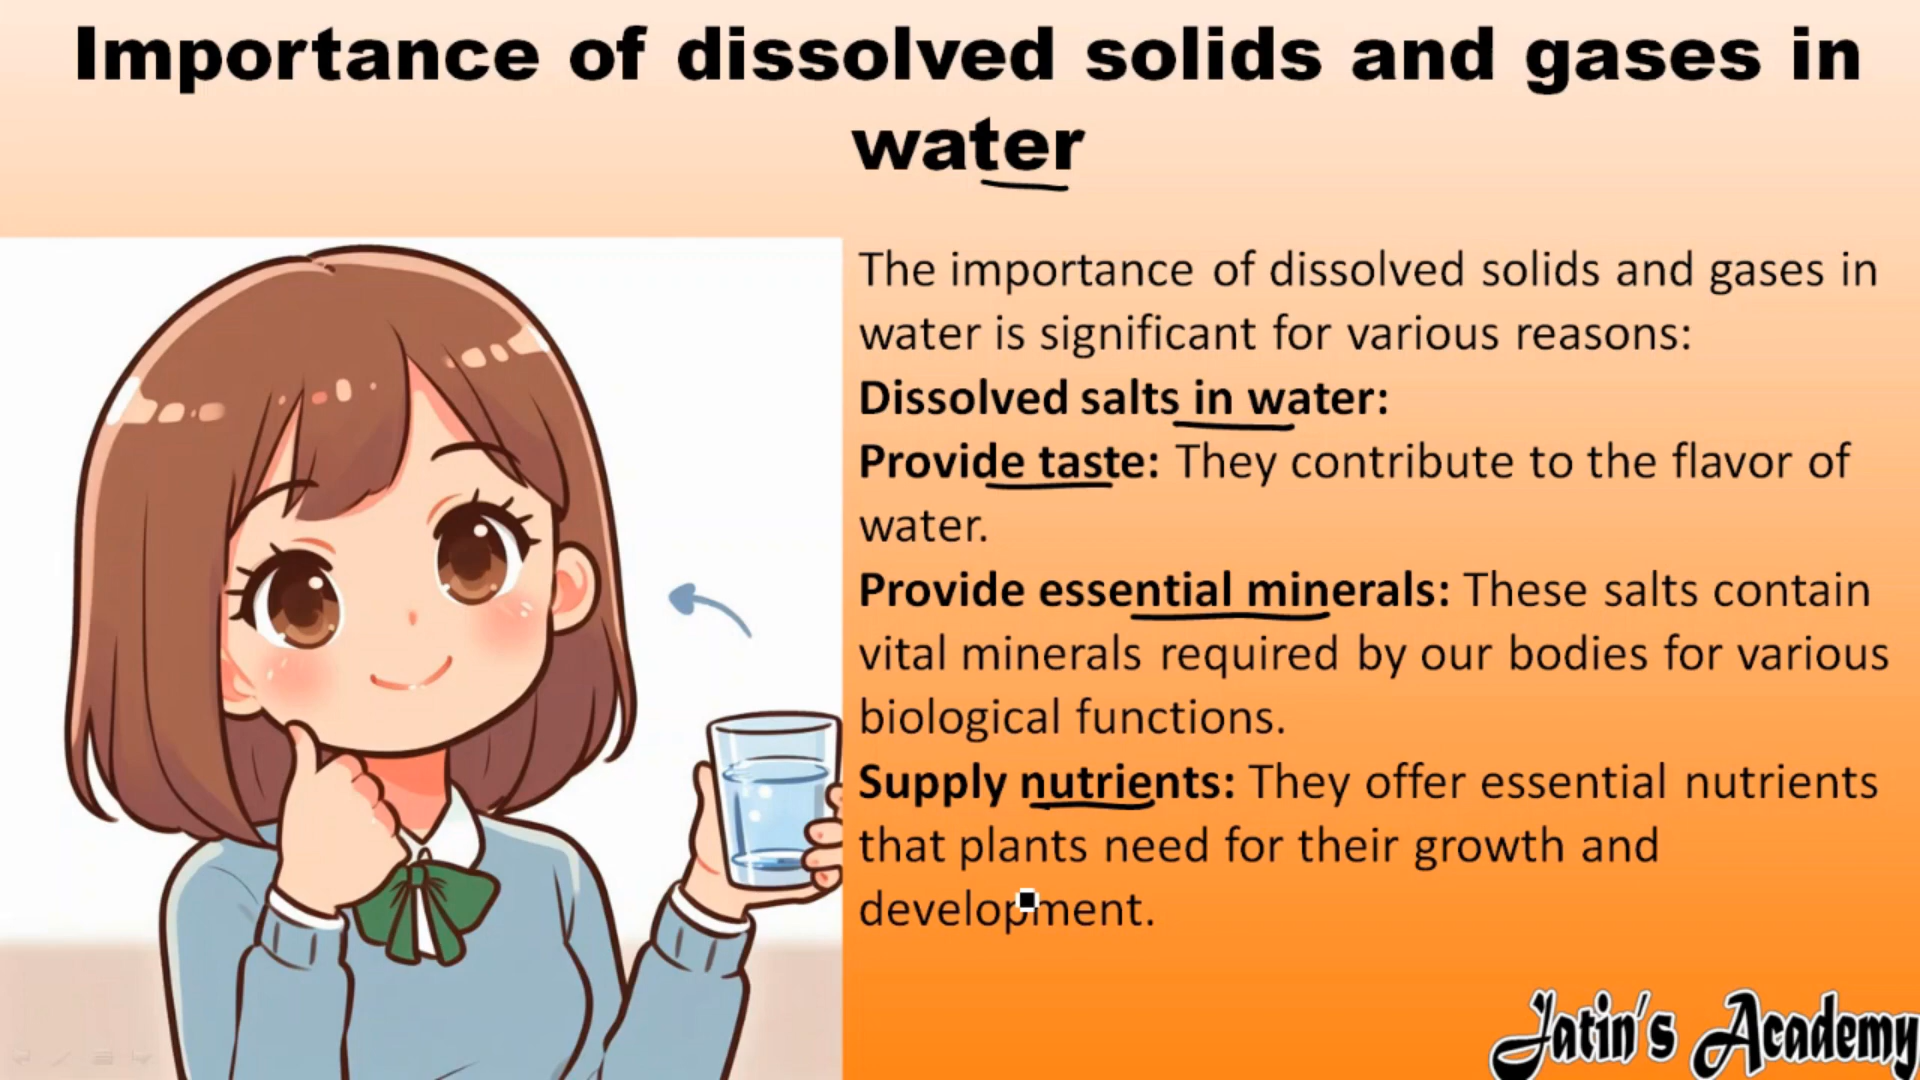 Importance of dissolved solids and gases in
water
The importance of dissolved solids and gases in
water is significant for various reasons:
Dissolved salts in water:
Provide taste: They contribute to the flavor of
water.
Provide essential minerals: These salts contain
vital minerals required by our bodies for various
biological functions.
Supply nutrients: They offer essential nutrients
that plants need for their growth and
development.
Jatin's Academy